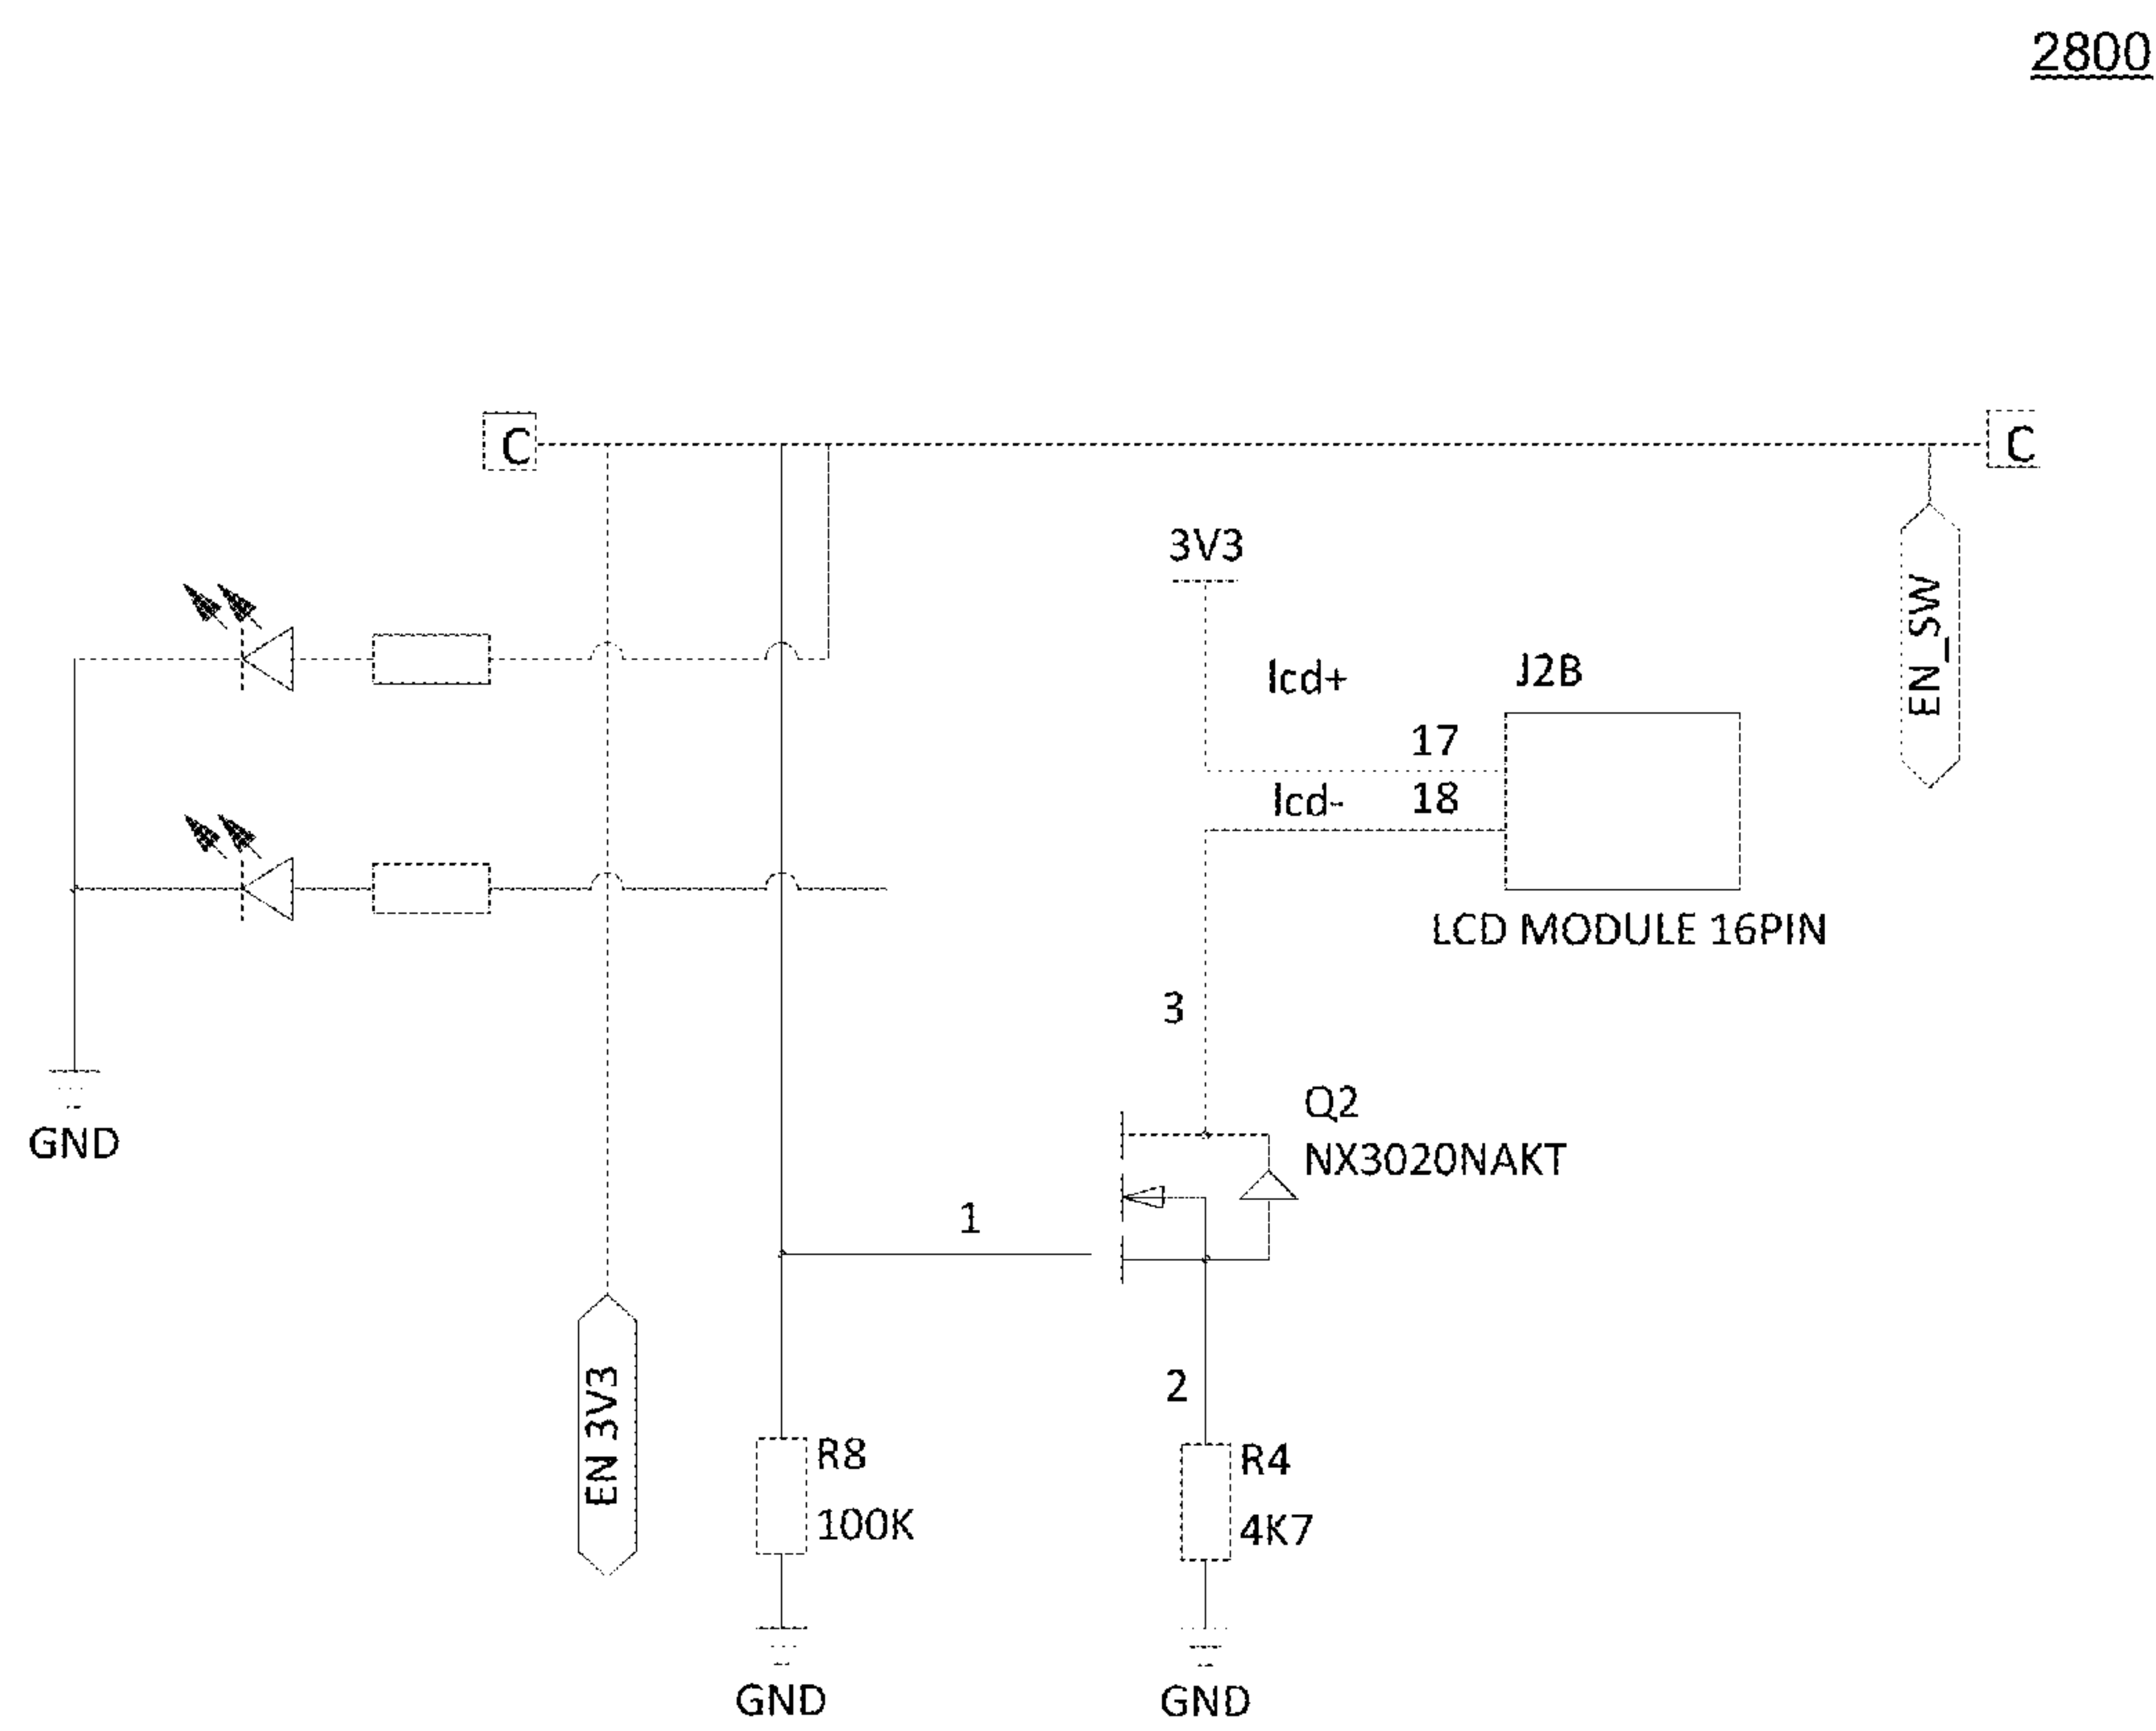 2800
C
C
3V3
EN_SW
lcd+
J2B
17
lcd-
18
LCD MODULE 16PIN
3
GND
Q2
NX3020NAKT
1
EN 3V3
2
R8
100K
R4
4K7
GND
GND